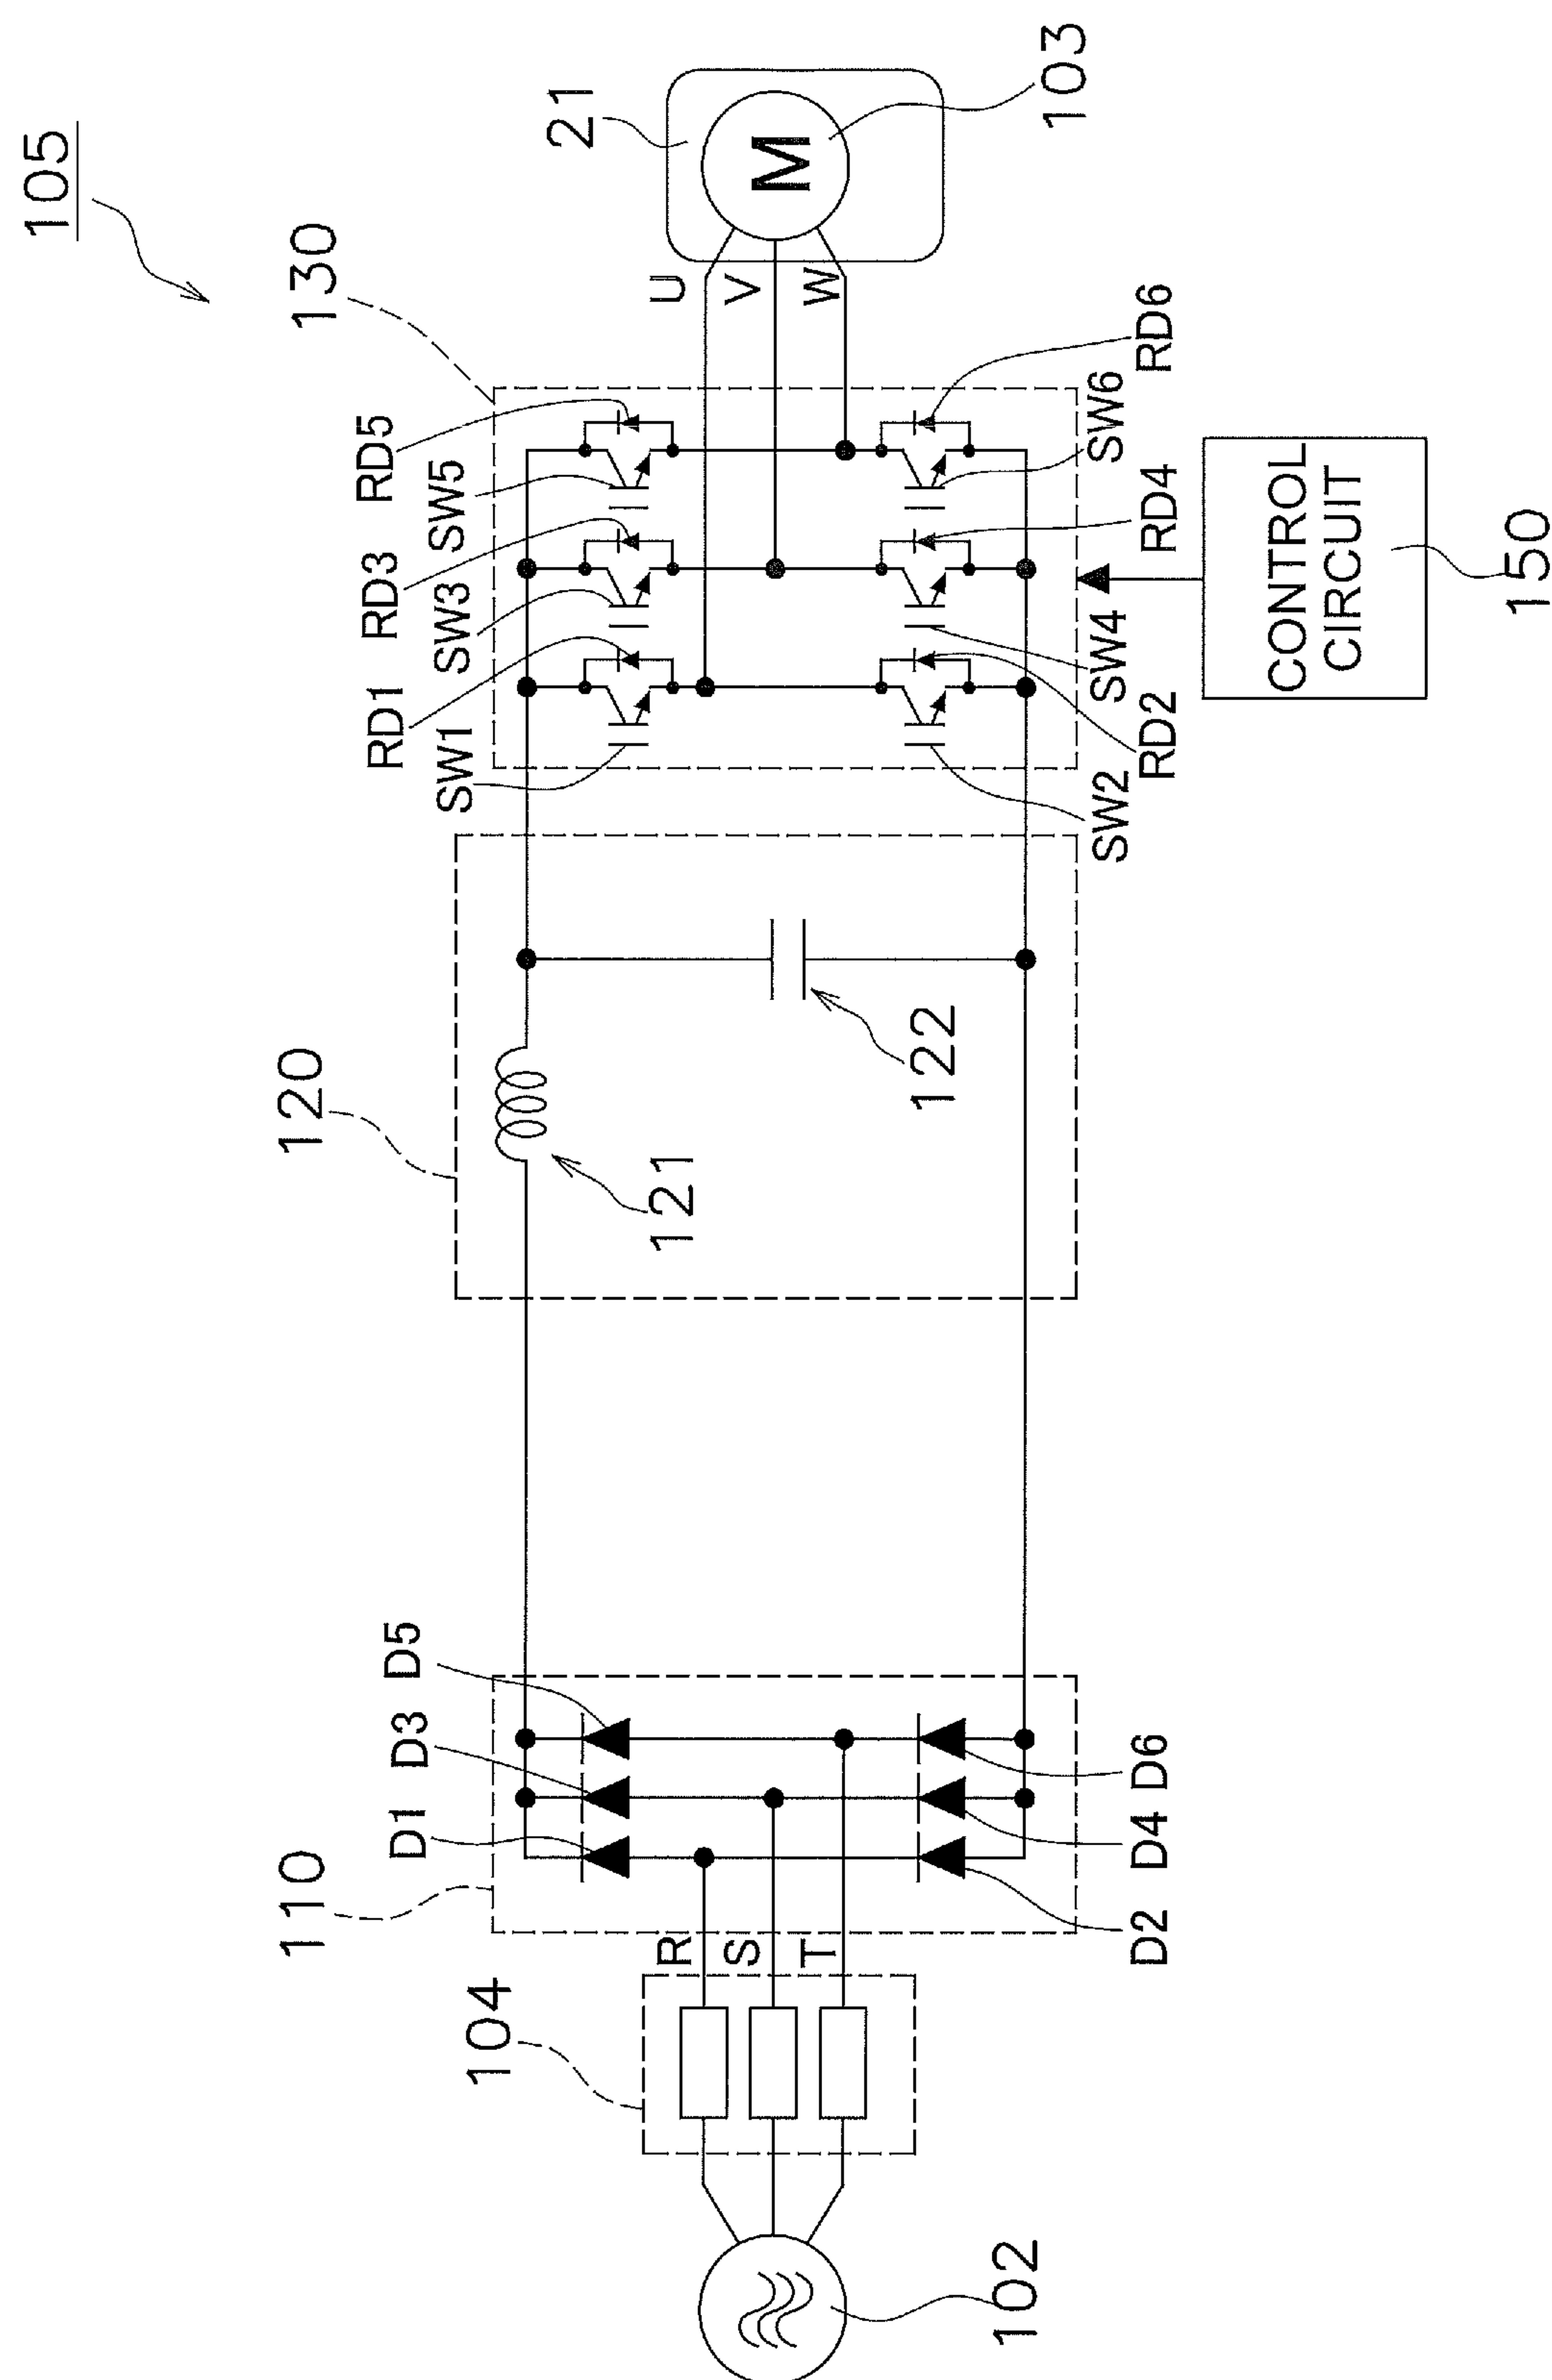 105
130
RD5
SW5
RD3
SW3
RD1
SW1
U
V
W
21
M
103
RD6
SW6
RD4
SW4
RD2
SW2
CONTROL
CIRCUIT
150
120
121
122
110
D5
D3
D1
D6
D4
D2
R
S
T
104
102